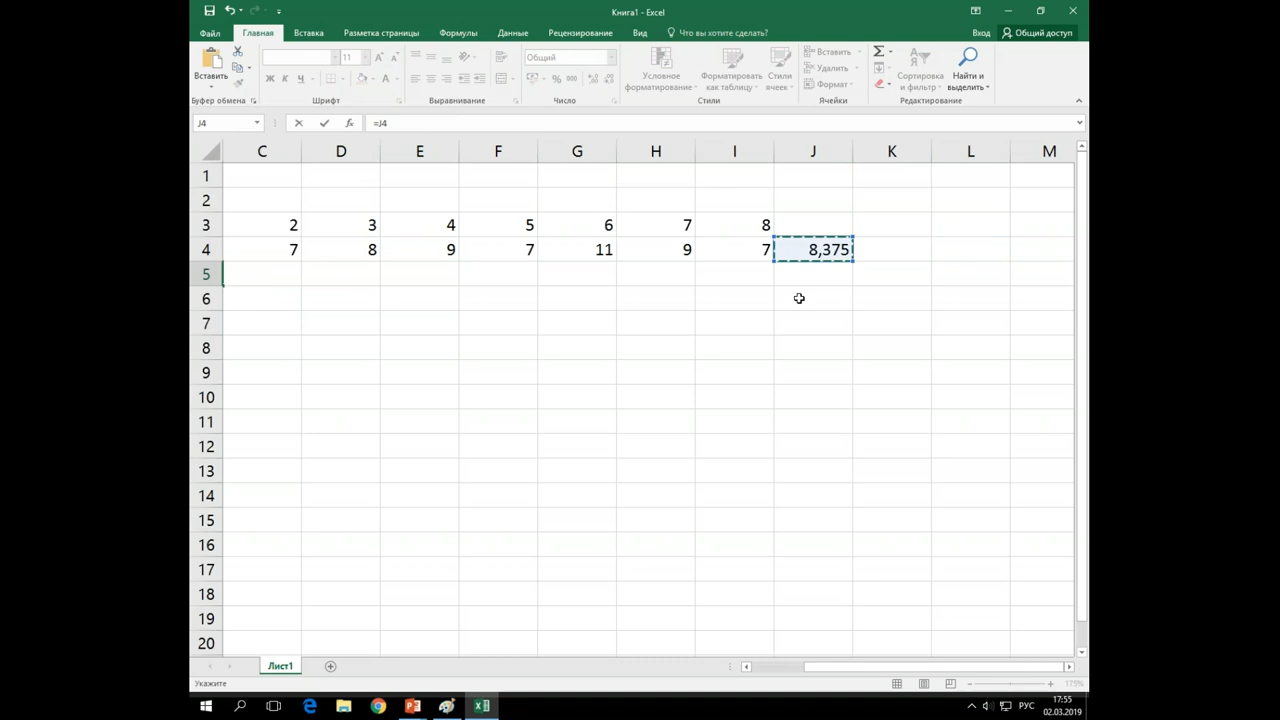 Книга1 - Excel
Файл Главная Вставка Разметка страницы Формулы Данные Рецензирование Вид Что вы хотите сделать? Вход Общий доступ
Вставить
Буфер обмена
11
Ж К Ч
Шрифт
Выравнивание
Общий
% 000
Число
Условное форматирование
Форматировать как таблицу
Стили ячеек
Стили
Вставить
Удалить
Формат
Ячейки
Сортировка и фильтр
Найти и выделить
Редактирование
J4 fx =J4
C D E F G H I J K L M
1
2
3 2 3 4 5 6 7 8
4 7 8 9 7 11 9 7 8,375
5
6
7
8
9
10
11
12
13
14
15
16
17
18
19
20
Лист1
Укажите 175%
РУС 17:55
02.03.2019